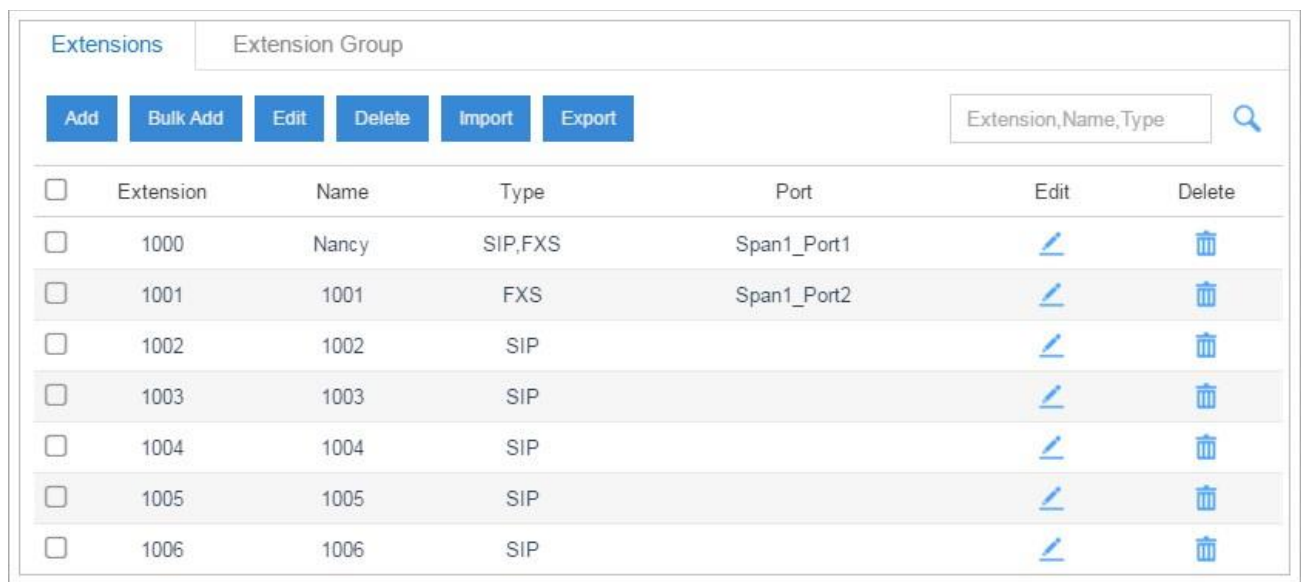 Extensions Extension Group
Add Bulk Add Edit Delete Import Export Extension,Name,Type
Extension Name Type Port Edit Delete
1000 Nancy SIP,FXS Span1_Port1
1001 1001 FXS Span1_Port2
1002 1002 SIP
1003 1003 SIP
1004 1004 SIP
1005 1005 SIP
1006 1006 SIP